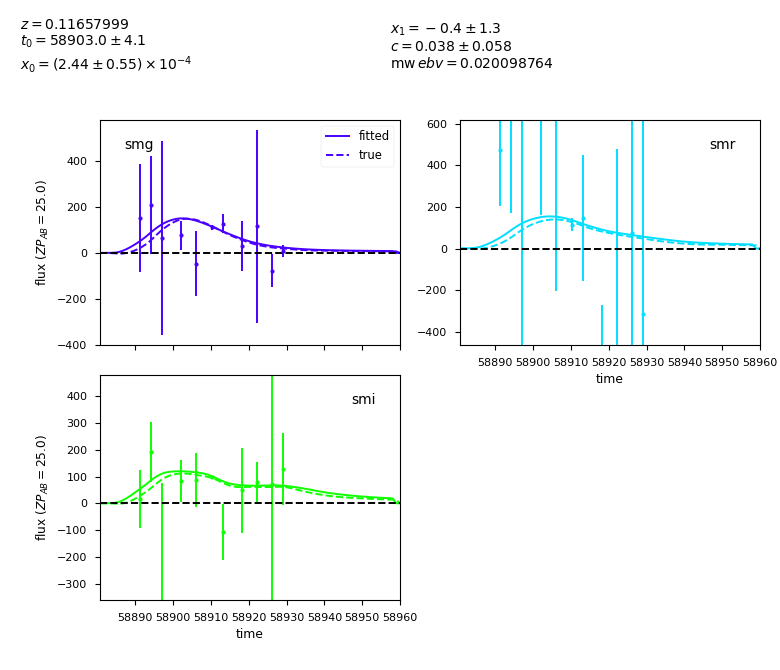 z = 0.11657999
t₀ = 58903.0 ± 4.1
x₀ = (2.44 ± 0.55) × 10⁻⁴
x₁ = −0.4 ± 1.3
c = 0.038 ± 0.058
mw ebv = 0.020098764
smg
fitted
true
400
200
0
−200
−400
flux (ZP_AB = 25.0)
smr
600
400
200
0
−200
−400
58890 58900 58910 58920 58930 58940 58950 58960
time
smi
400
300
200
100
0
−100
−200
−300
flux (ZP_AB = 25.0)
58890 58900 58910 58920 58930 58940 58950 58960
time